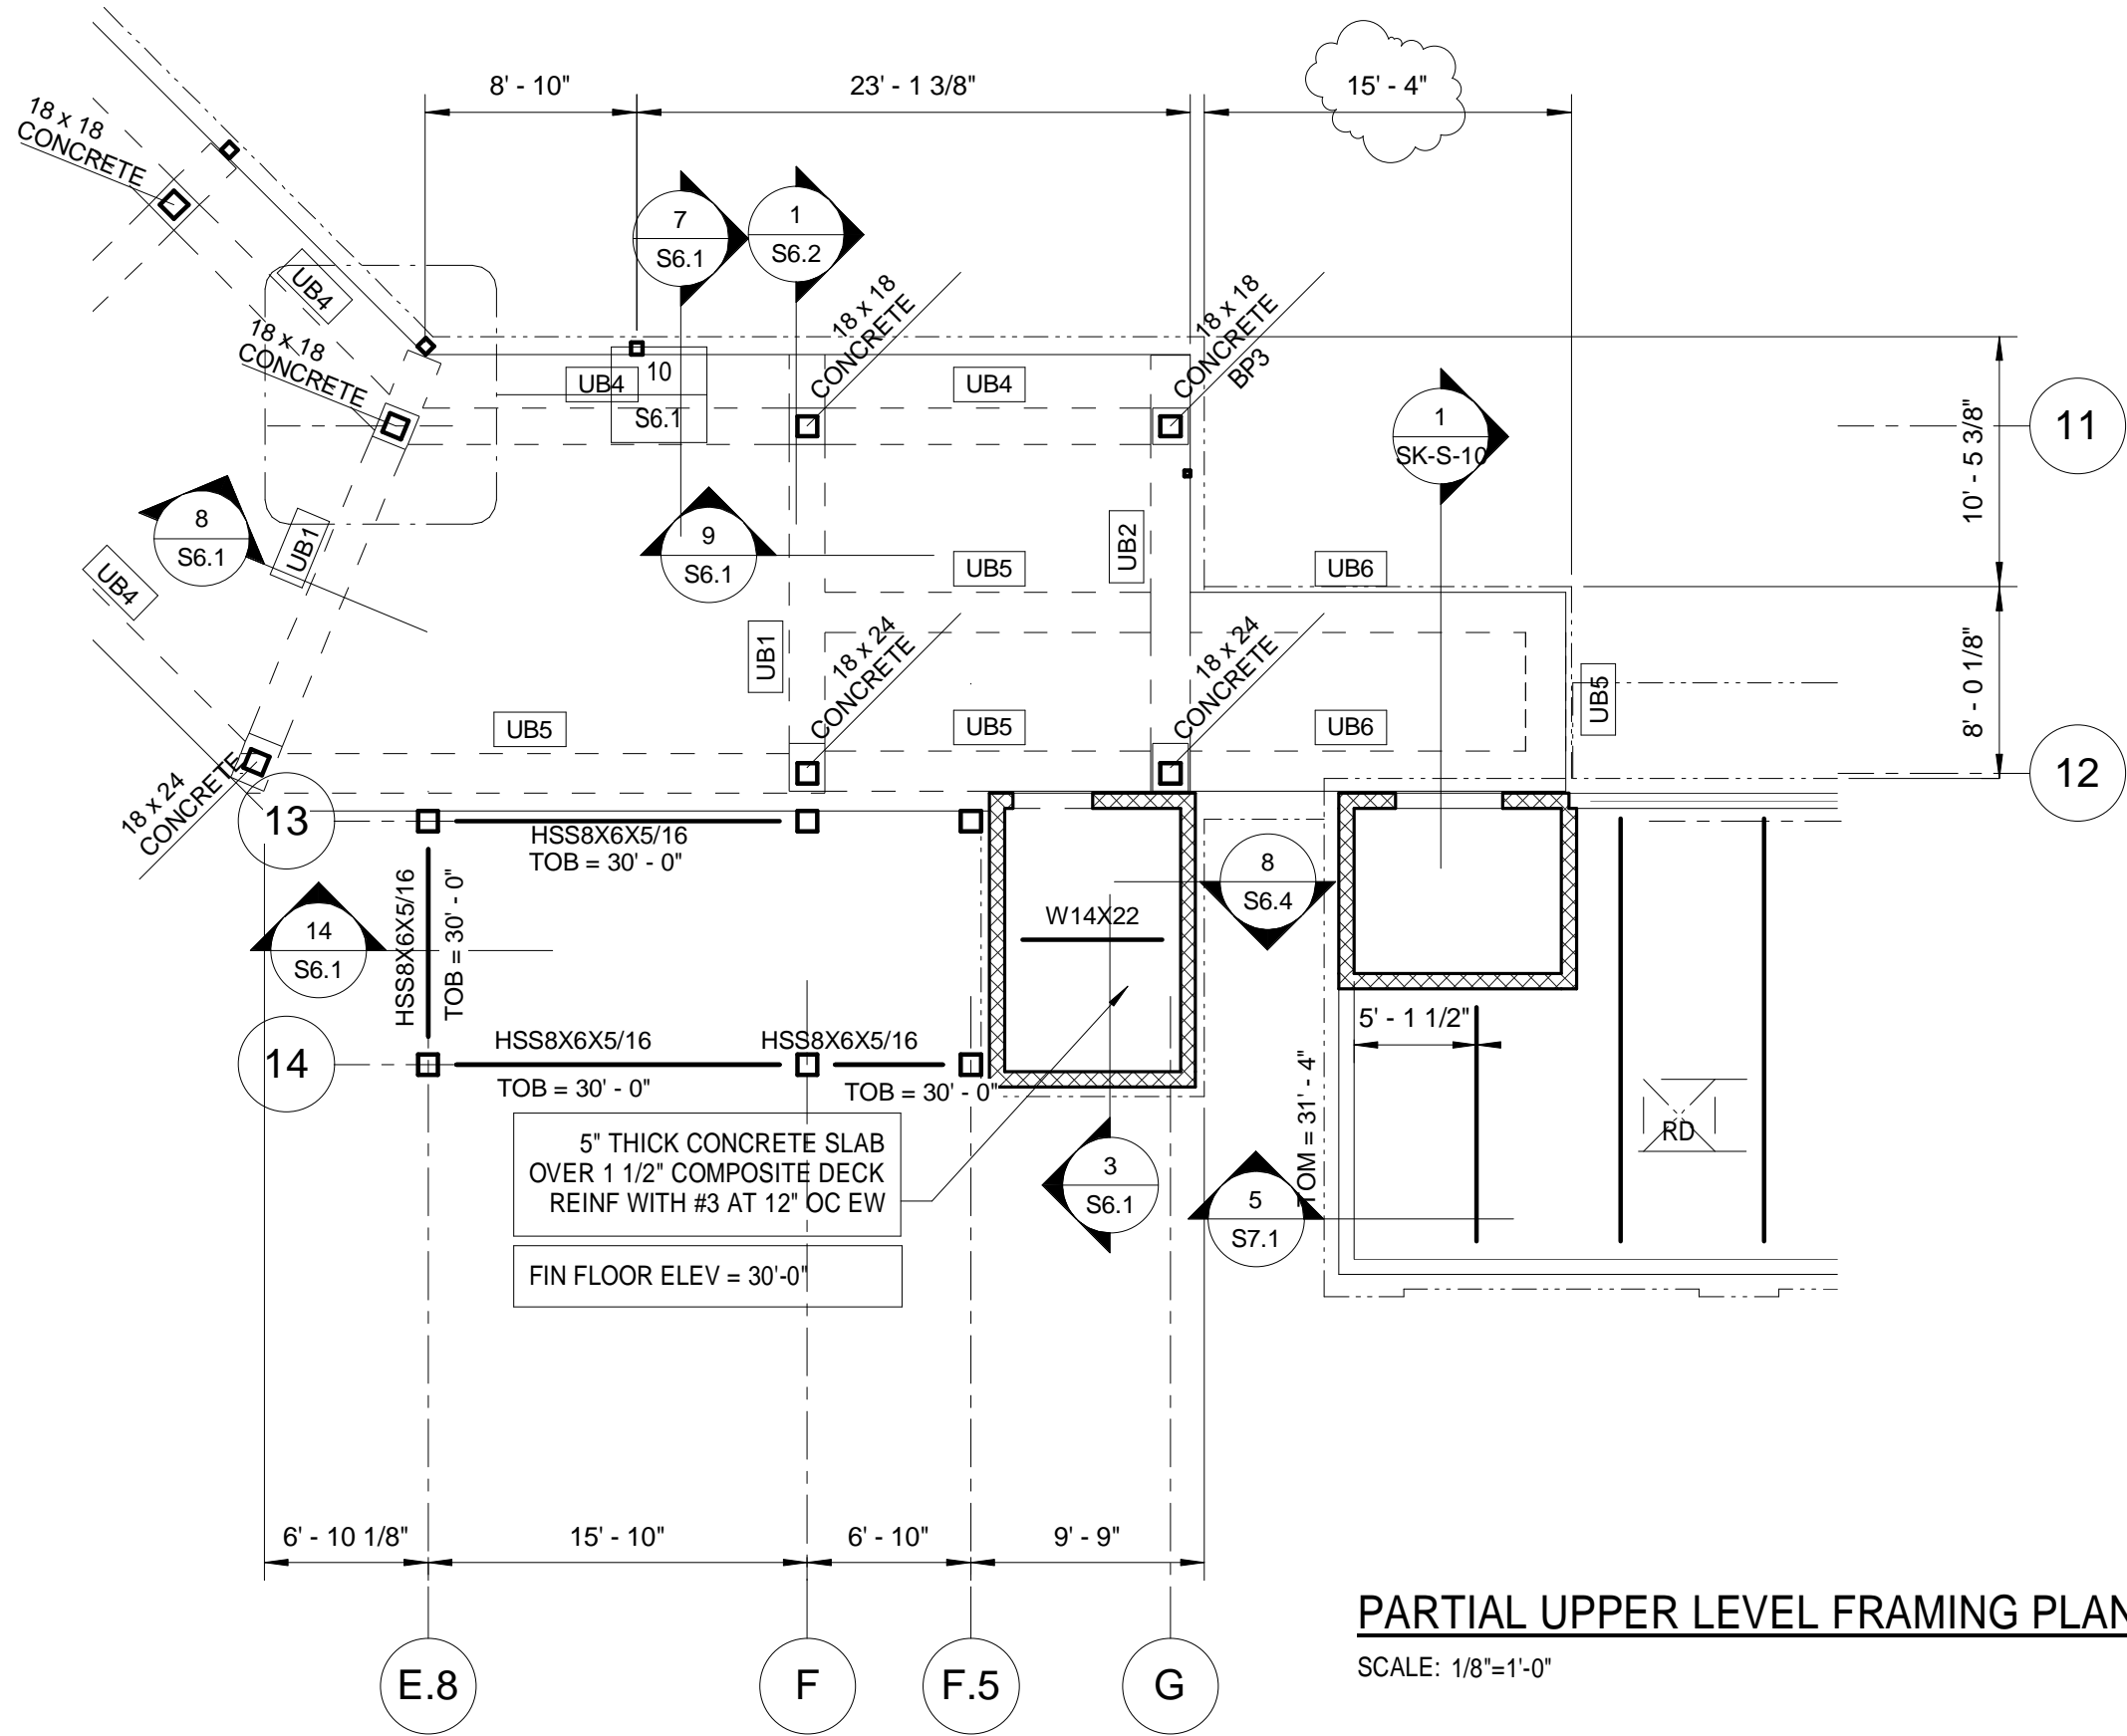 8' - 10"
23' - 1 3/8"
15' - 4"
18 x 18
CONCRETE
7
S6.1
1
S6.2
UB4
18 x 18
CONCRETE
18 x 18
CONCRETE
18 x 18
CONCRETE
BP3
UB4
10
S6.1
UB4
1
SK-S-10
11
10' - 5 3/8"
8
S6.1
UB1
9
S6.1
UB5
UB2
UB6
UB4
UB1
18 x 24
CONCRETE
18 x 24
CONCRETE
UB5
UB5
UB5
UB6
8' - 0 1/8"
12
18 x 24
CONCRETE
13
HSS8X6X5/16
TOB = 30' - 0"
HSS8X6X5/16
TOB = 30' - 0"
8
S6.4
W14X22
14
S6.1
14
HSS8X6X5/16
TOB = 30' - 0"
HSS8X6X5/16
TOB = 30' - 0"
5' - 1 1/2"
TOM = 31' - 4"
RD
5" THICK CONCRETE SLAB
OVER 1 1/2" COMPOSITE DECK
REINF WITH #3 AT 12" OC EW
3
S6.1
5
S7.1
FIN FLOOR ELEV = 30'-0"
6' - 10 1/8"
15' - 10"
6' - 10"
9' - 9"
E.8
F
F.5
G
PARTIAL UPPER LEVEL FRAMING PLAN
SCALE: 1/8"=1'-0"